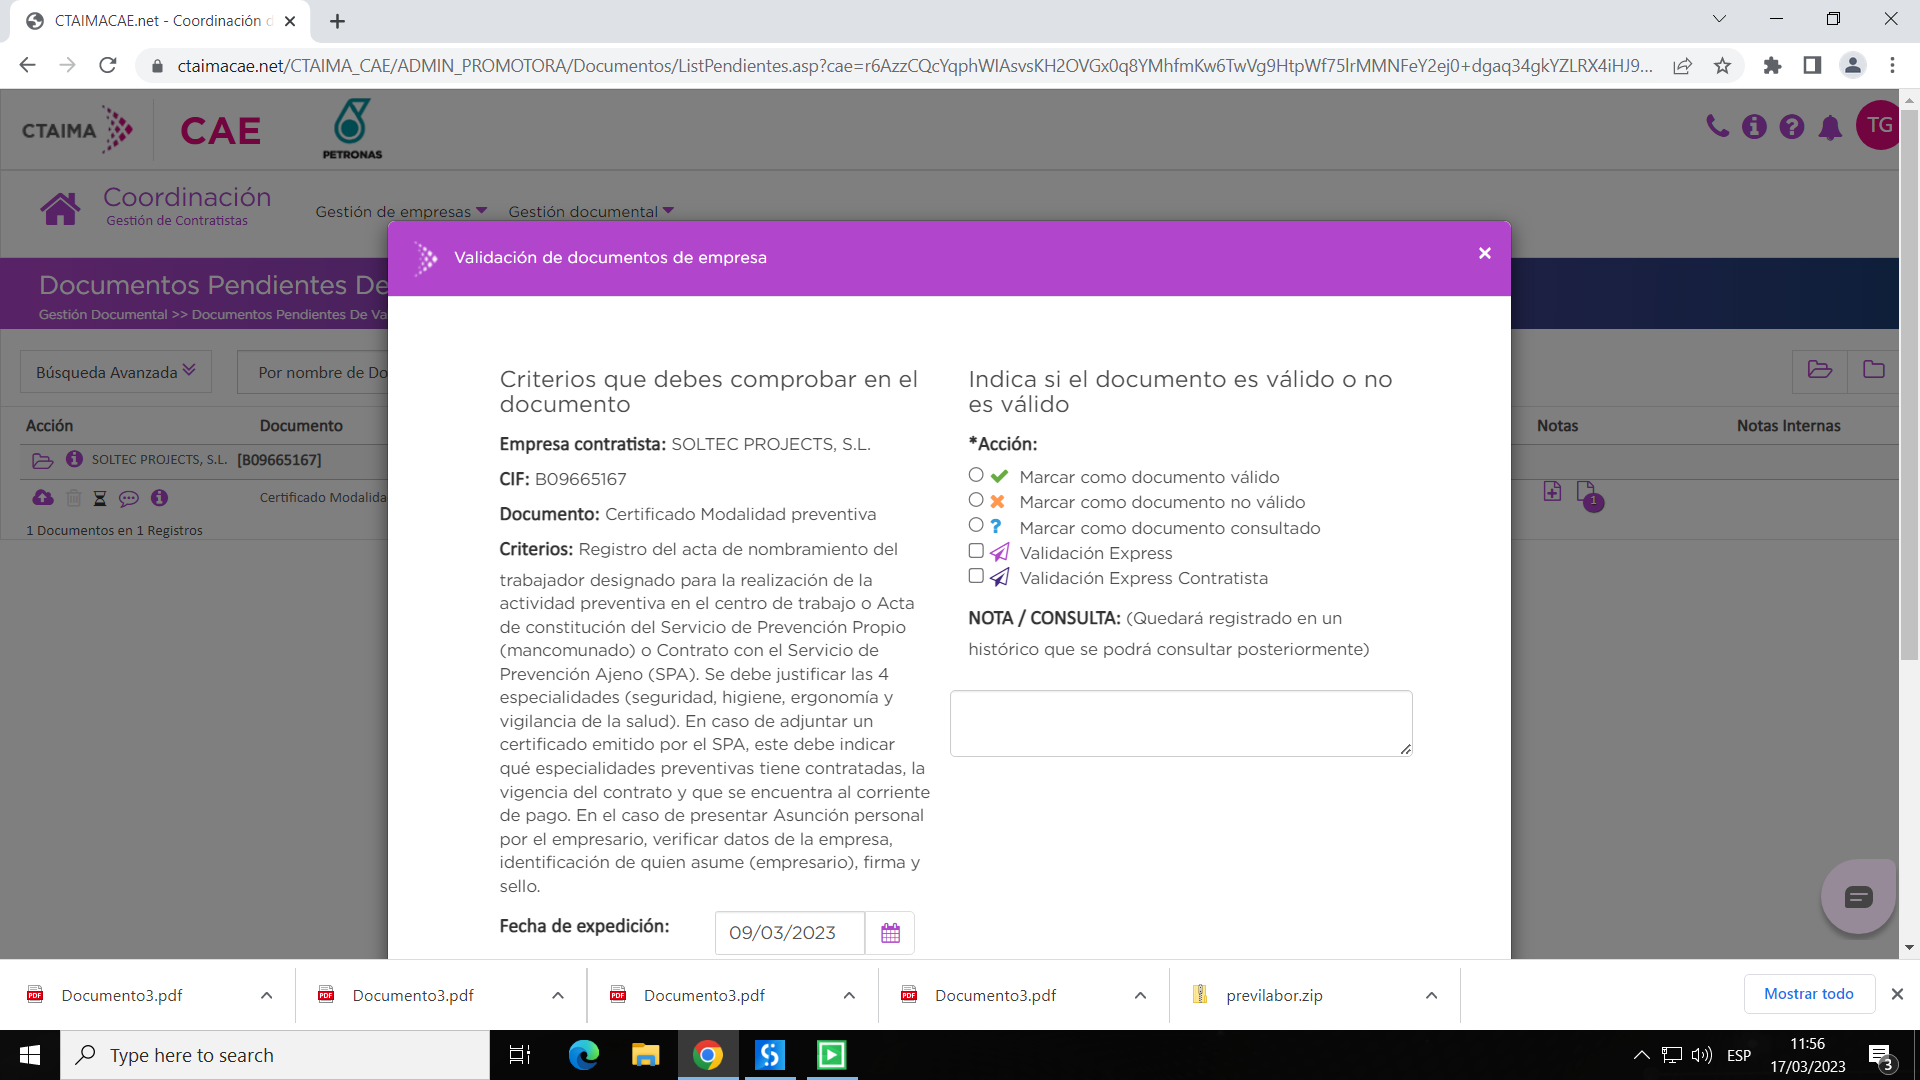 CTAIMACAE.net - Coordinación d
ctaimacae.net/CTAIMA_CAE/ADMIN_PROMOTORA/Documentos/ListPendientes.asp?cae=r6AzzCQcYqphWIAsvsKH2OVGx0q8YMhfmKw6TwVg9HtpWf75lrMMNFeY2ej0+dgaq34gkYZLRX4iHJ9...
CTAIMA
CAE
PETRONAS
TG
Coordinación
Gestión de Contratistas
Gestión de empresas
Gestión documental
Validación de documentos de empresa
×
Documentos Pendientes De
Gestión Documental >> Documentos Pendientes De Va
Búsqueda Avanzada
Por nombre de Do
Acción
Documento
Notas
Notas Internas
SOLTEC PROJECTS, S.L. [B09665167]
Certificado Modalida
1
1 Documentos en 1 Registros
Criterios que debes comprobar en el
documento
Empresa contratista: SOLTEC PROJECTS, S.L.
CIF: B09665167
Documento: Certificado Modalidad preventiva
Criterios: Registro del acta de nombramiento del
trabajador designado para la realización de la
actividad preventiva en el centro de trabajo o Acta
de constitución del Servicio de Prevención Propio
(mancomunado) o Contrato con el Servicio de
Prevención Ajeno (SPA). Se debe justificar las 4
especialidades (seguridad, higiene, ergonomía y
vigilancia de la salud). En caso de adjuntar un
certificado emitido por el SPA, este debe indicar
qué especialidades preventivas tiene contratadas, la
vigencia del contrato y que se encuentra al corriente
de pago. En el caso de presentar Asunción personal
por el empresario, verificar datos de la empresa,
identificación de quien asume (empresario), firma y
sello.
Fecha de expedición:
09/03/2023
Indica si el documento es válido o no
es válido
*Acción:
Marcar como documento válido
Marcar como documento no válido
Marcar como documento consultado
Validación Express
Validación Express Contratista
NOTA / CONSULTA: (Quedará registrado en un
histórico que se podrá consultar posteriormente)
Documento3.pdf
Documento3.pdf
Documento3.pdf
Documento3.pdf
previlabor.zip
Mostrar todo
Type here to search
ESP
11:56
17/03/2023
3